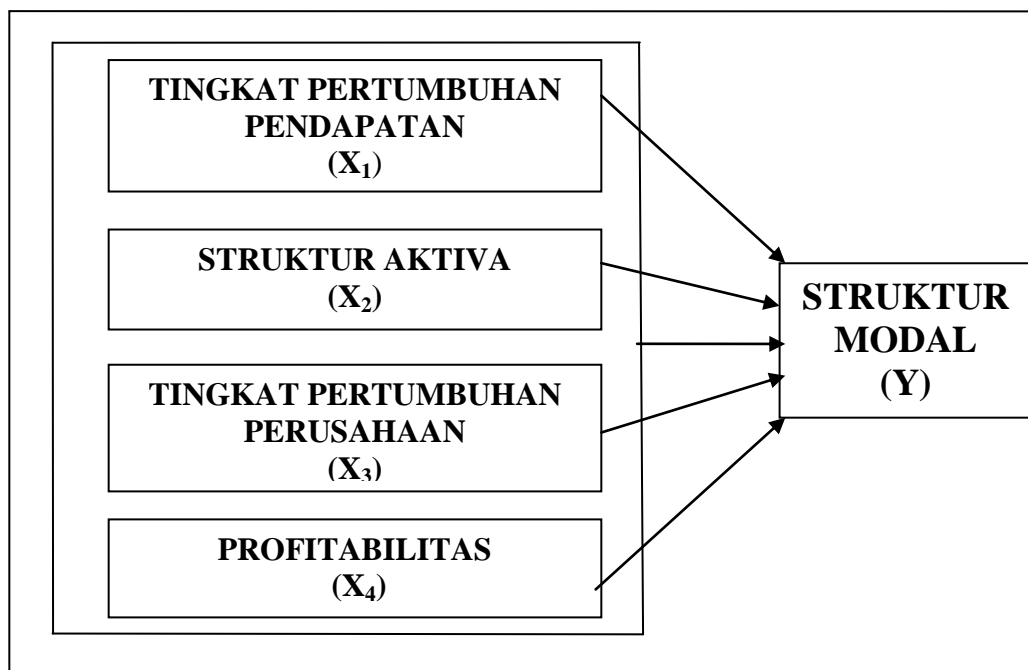 TINGKAT PERTUMBUHAN
PENDAPATAN
(X₁)
STRUKTUR AKTIVA
(X₂)
TINGKAT PERTUMBUHAN
PERUSAHAAN
(X₃)
PROFITABILITAS
(X₄)
STRUKTUR
MODAL
(Y)